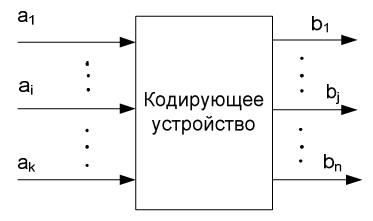 a1
b1
ai
Кодирующее
устройство
bj
ak
bn